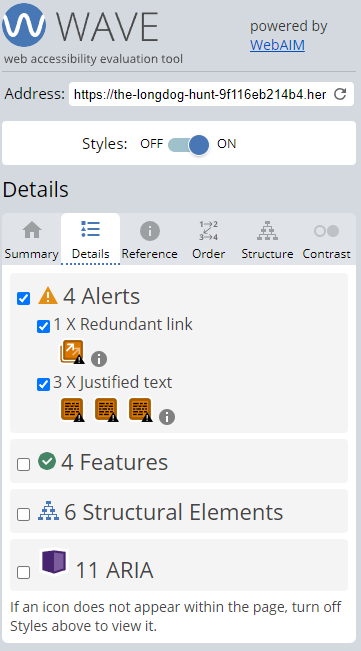 WAVE
web accessibility evaluation tool
powered by
WebAIM
Address: https://the-longdog-hunt-9f116eb214b4.her
Styles: OFF ON
Details
Summary Details Reference Order Structure Contrast
4 Alerts
1 X Redundant link
3 X Justified text
4 Features
6 Structural Elements
11 ARIA
If an icon does not appear within the page, turn off
Styles above to view it.